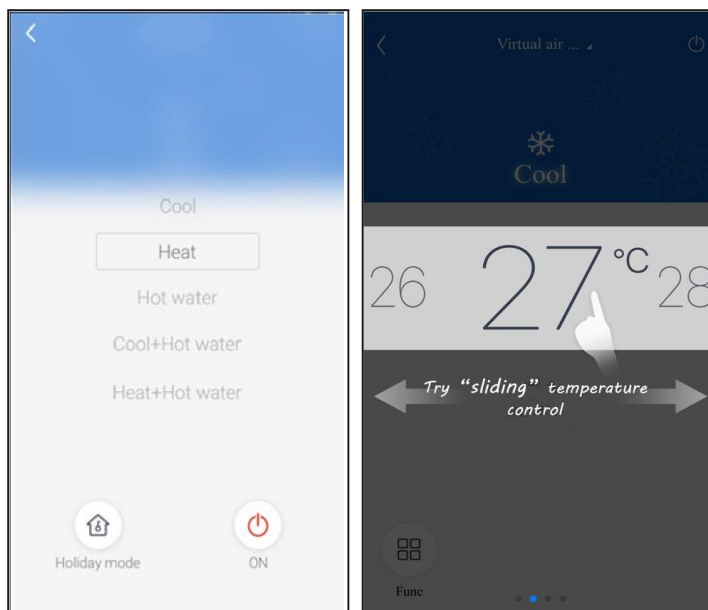 Cool
Heat
Hot water
Cool+Hot water
Heat+Hot water
Holiday mode
ON
Virtual air ...
Cool
26
27°C
28
Try “sliding” temperature
control
Func